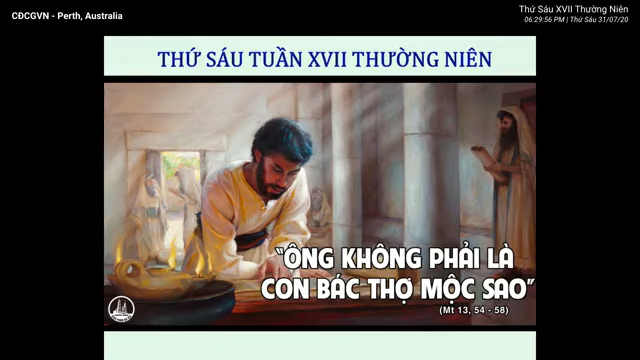 CĐCGVN - Perth, Australia
Thứ Sáu XVII Thường Niên
06:29:56 PM | Thứ Sáu 31/07/20
THỨ SÁU TUẦN XVII THƯỜNG NIÊN
“ÔNG KHÔNG PHẢI LÀ
CON BÁC THỢ MỘC SAO”
(Mt 13, 54 - 58)